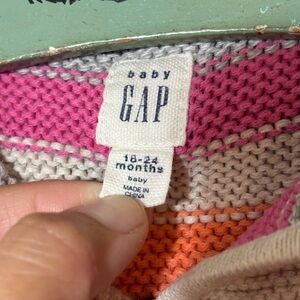 baby
GAP
18-24
months
baby
MADE IN
CHINA